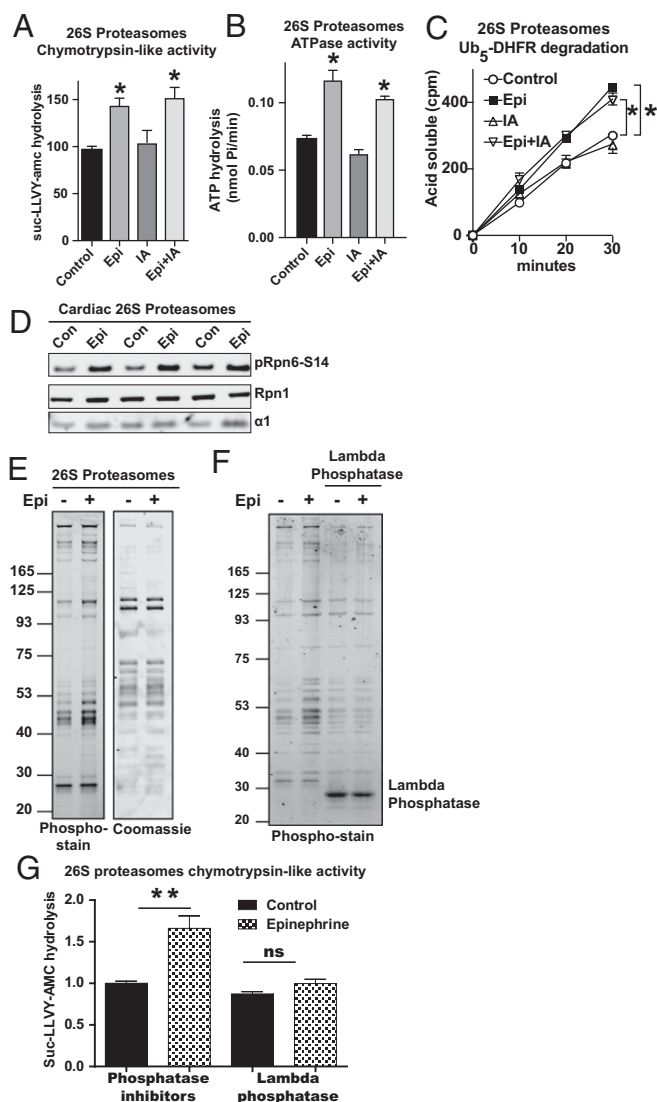 A
26S Proteasomes
Chymotrypsin-like activity
suc-LLVY-amc hydrolysis
150
100
50
0
*
*
Control
Epi
IA
Epi+IA
B
26S Proteasomes
ATPase activity
ATP hydrolysis
(nmol Pi/min)
0.10
0.05
0.00
*
*
Control
Epi
IA
Epi+IA
C
26S Proteasomes
Ub5-DHFR degradation
Acid soluble (cpm)
400
200
0
Control
Epi
IA
Epi+IA
* *
0 10 20 30
minutes
D
Cardiac 26S Proteasomes
Con Epi Con Epi Con Epi
pRpn6-S14
Rpn1
α1
E
26S Proteasomes
Epi - + - +
165
125
93
75
53
40
30
20
Phospho-
stain
Coomassie
F
Lambda
Phosphatase
Epi - + - +
165
125
93
75
53
40
30
20
Lambda
Phosphatase
Phospho-stain
G
26S proteasomes chymotrypsin-like activity
Suc-LLVY-AMC hydrolysis
2.0
1.5
1.0
0.5
0.0
**
ns
Control
Epinephrine
Phosphatase
inhibitors
Lambda
phosphatase